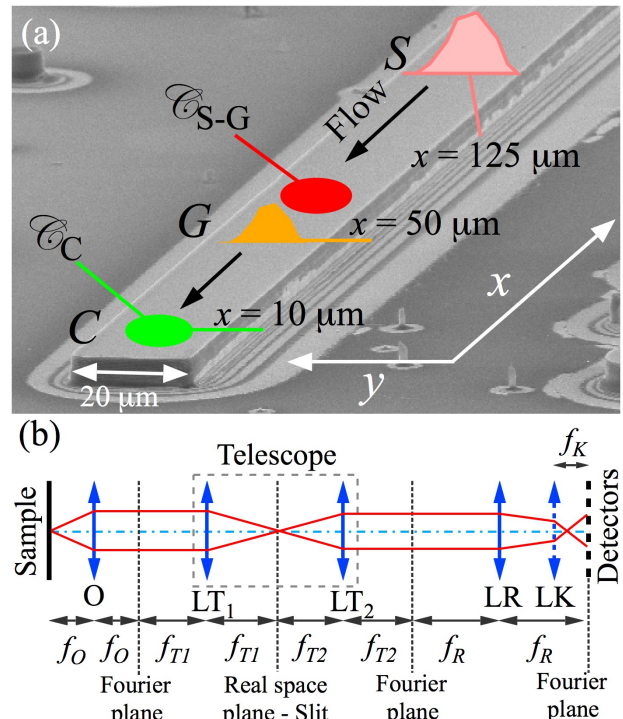 (a)
S
Flow
𝒞S-G
x = 125 μm
G
x = 50 μm
𝒞C
C
x = 10 μm
x
y
20 μm
(b)
fK
Telescope
Sample
Detectors
O
LT1
LT2
LR
LK
fO
fO
fT1
fT1
fT2
fT2
fR
fR
Fourier
plane
Real space
plane - Slit
Fourier
plane
Fourier
plane